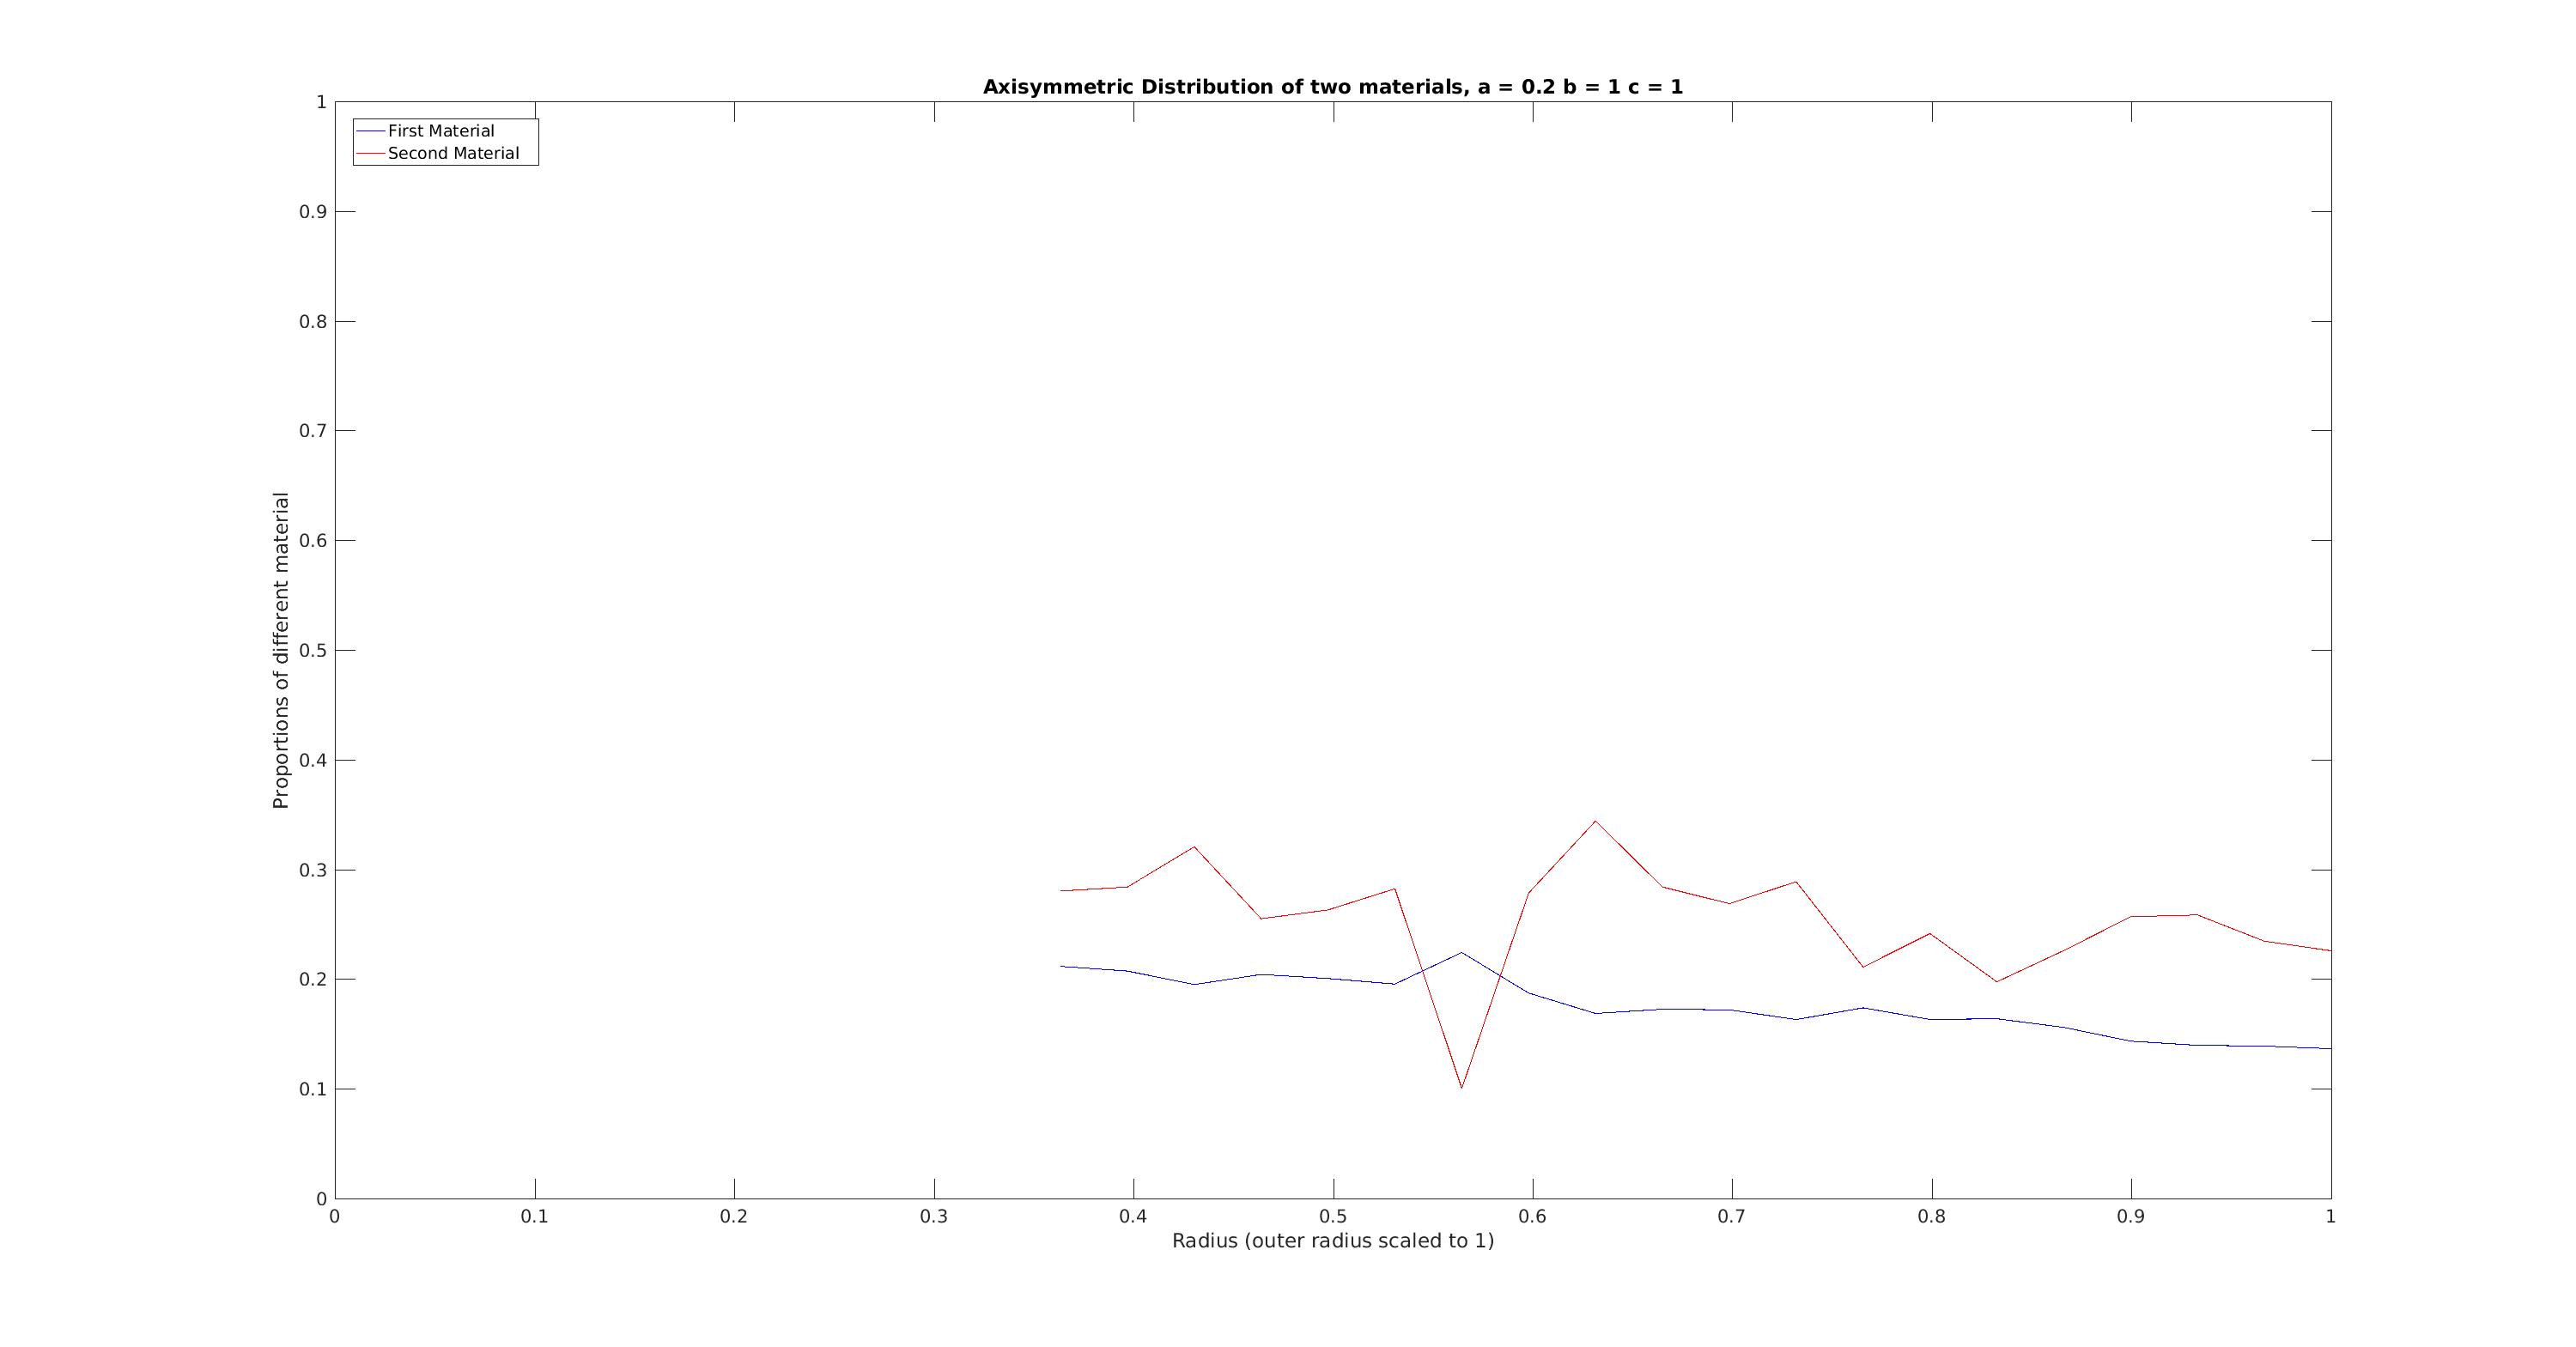 Axisymmetric Distribution of two materials, a = 0.2 b = 1 c = 1
First Material
Second Material
Proportions of different material
1
0.9
0.8
0.7
0.6
0.5
0.4
0.3
0.2
0.1
0
0 0.1 0.2 0.3 0.4 0.5 0.6 0.7 0.8 0.9 1
Radius (outer radius scaled to 1)